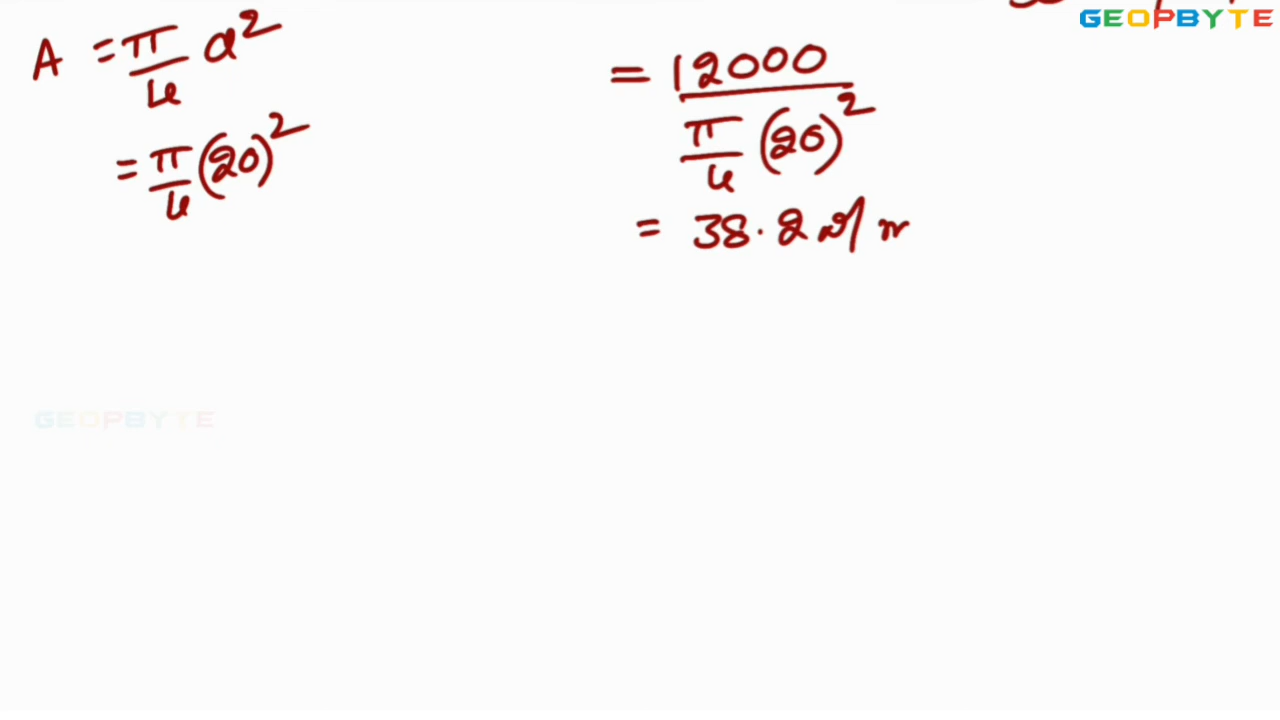 GEOPBYTE
A = π/4 d²
= π/4 (20)²
= 12000 / π/4 (20)²
= 38.2 N/m
GEOPBYTE